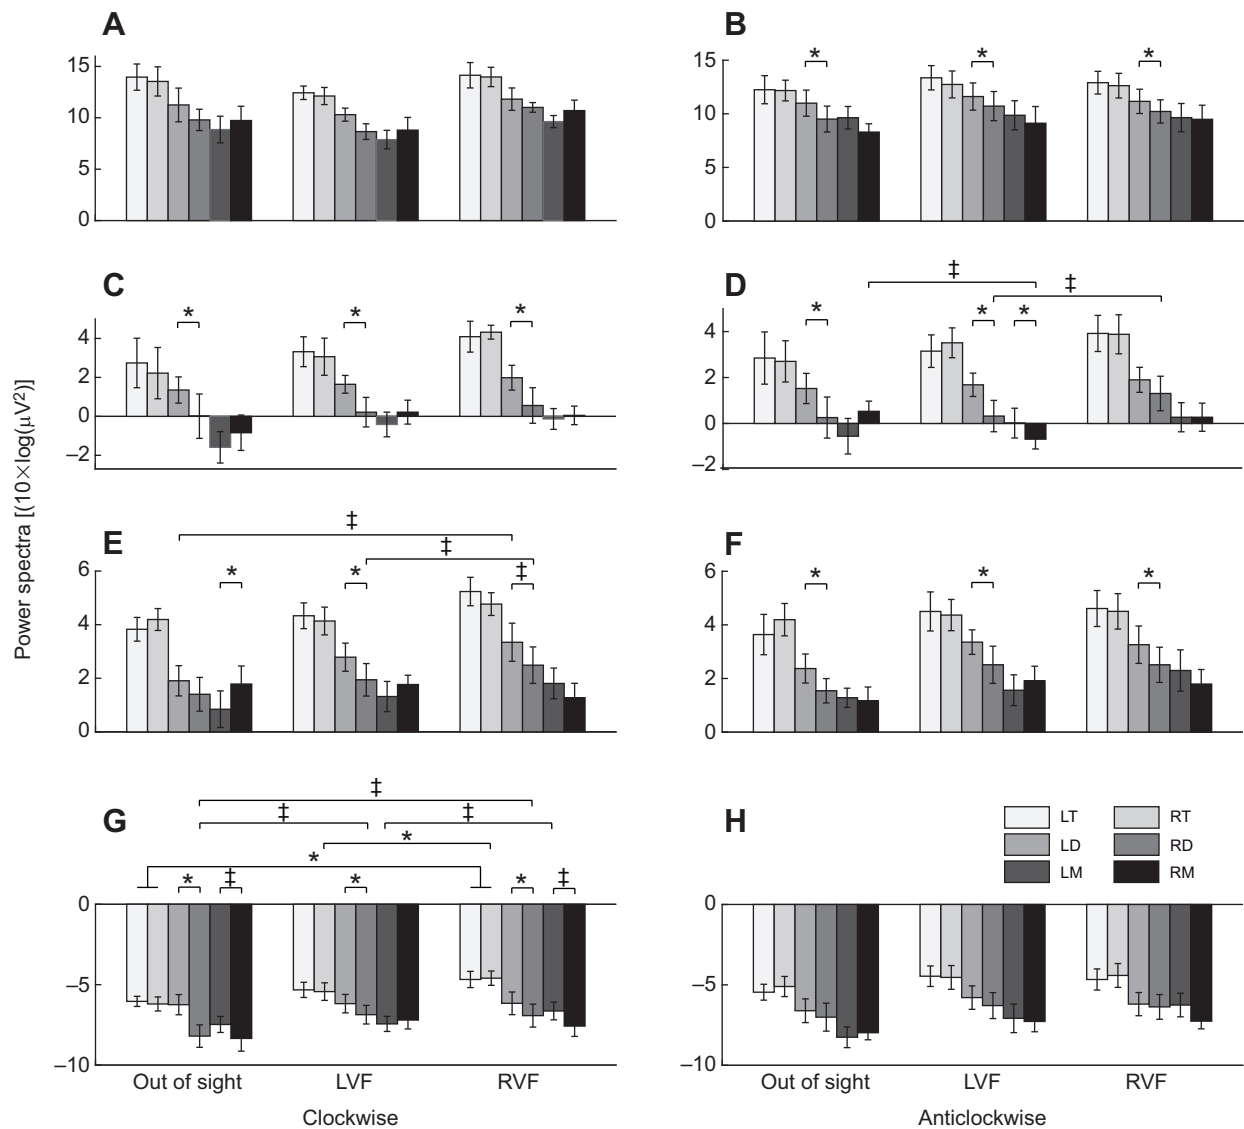 A
B
15
10
5
0
15
10
5
0
*
*
*
C
D
4
2
0
–2
4
2
0
–2
*
*
*
*
*
*
‡
‡
Power spectra [(10×log(μV²)]
E
F
6
4
2
0
6
4
2
0
‡
‡
*
*
‡
*
*
*
G
H
‡
‡
‡
*
*
*
‡
*
*
‡
0
–5
–10
0
–5
–10
LT
RT
LD
RD
LM
RM
Out of sight
LVF
RVF
Out of sight
LVF
RVF
Clockwise
Anticlockwise